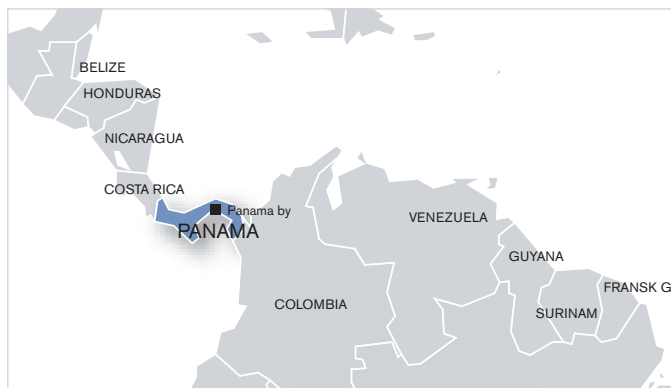 BELIZE
HONDURAS
NICARAGUA
COSTA RICA
Panama by
PANAMA
VENEZUELA
GUYANA
FRANSK G
COLOMBIA
SURINAM